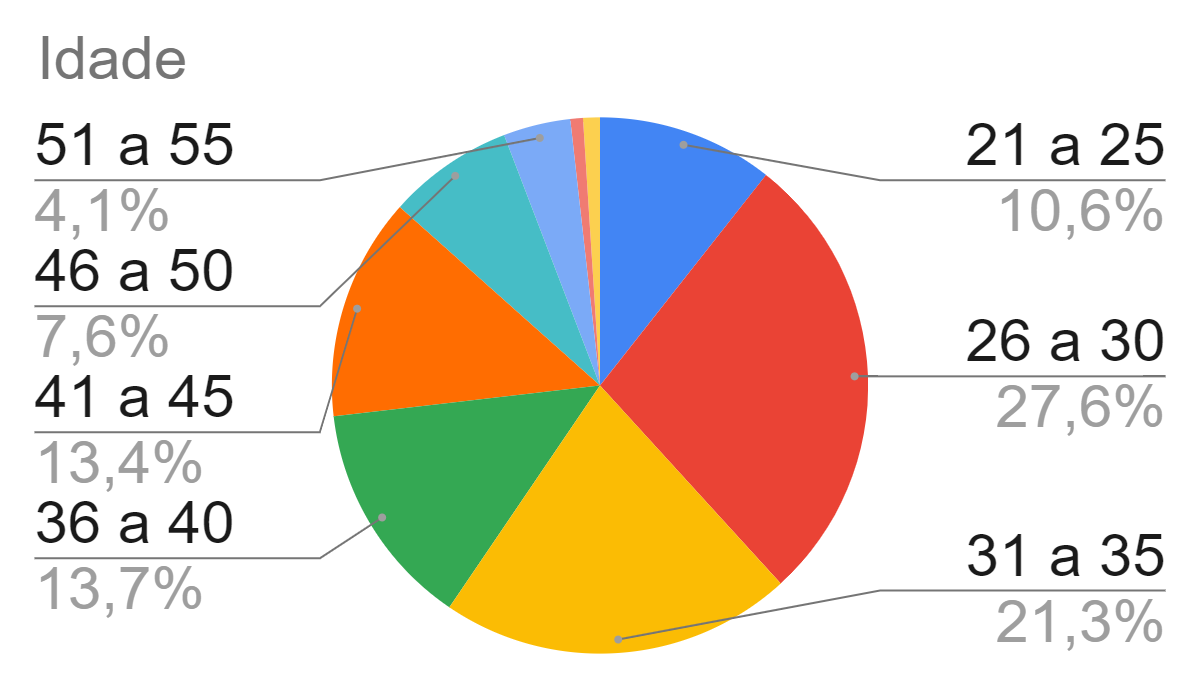 Idade
51 a 55
4,1%
46 a 50
7,6%
41 a 45
13,4%
36 a 40
13,7%
21 a 25
10,6%
26 a 30
27,6%
31 a 35
21,3%